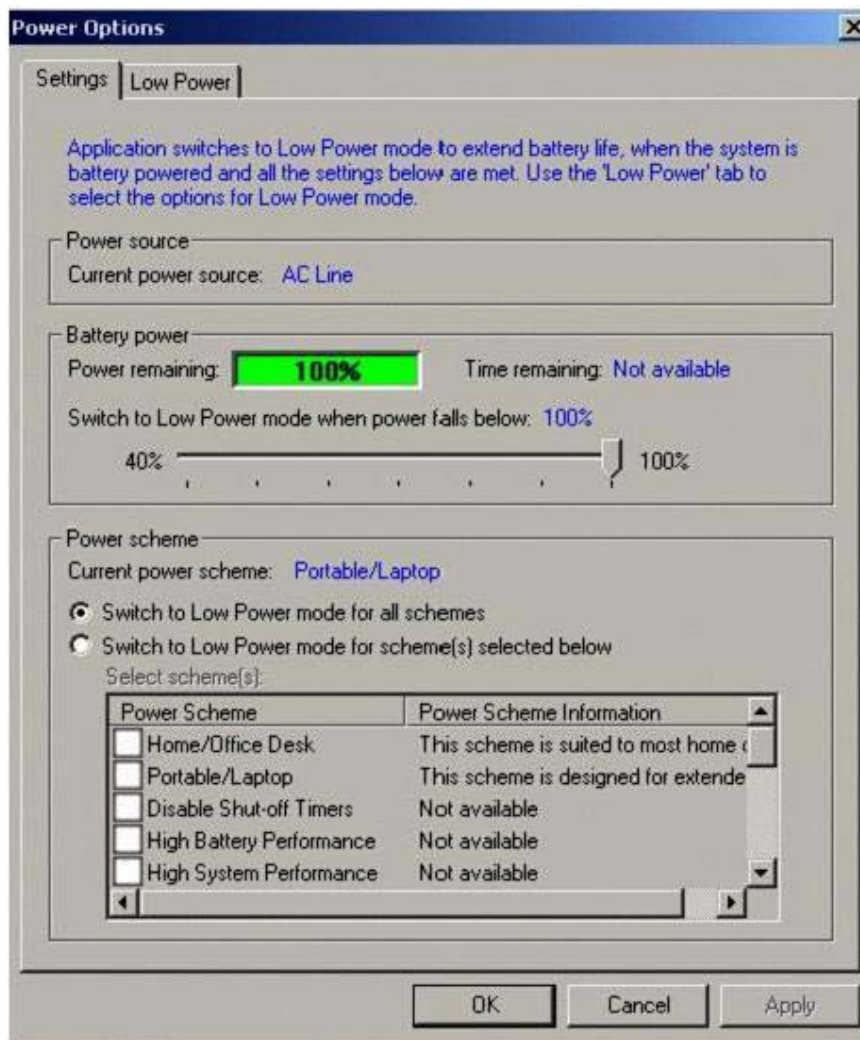 Power Options
Settings
Low Power
Application switches to Low Power mode to extend battery life, when the system is
battery powered and all the settings below are met. Use the 'Low Power' tab to
select the options for Low Power mode.
Power source
Current power source: AC Line
Battery power
Power remaining: 100% Time remaining: Not available
Switch to Low Power mode when power falls below: 100%
40% 100%
Power scheme
Current power scheme: Portable/Laptop
Switch to Low Power mode for all schemes
Switch to Low Power mode for scheme(s) selected below
Select scheme(s):
Power Scheme Power Scheme Information
Home/Office Desk This scheme is suited to most home
Portable/Laptop This scheme is designed for extende
Disable Shut-off Timers Not available
High Battery Performance Not available
High System Performance Not available
OK Cancel Apply